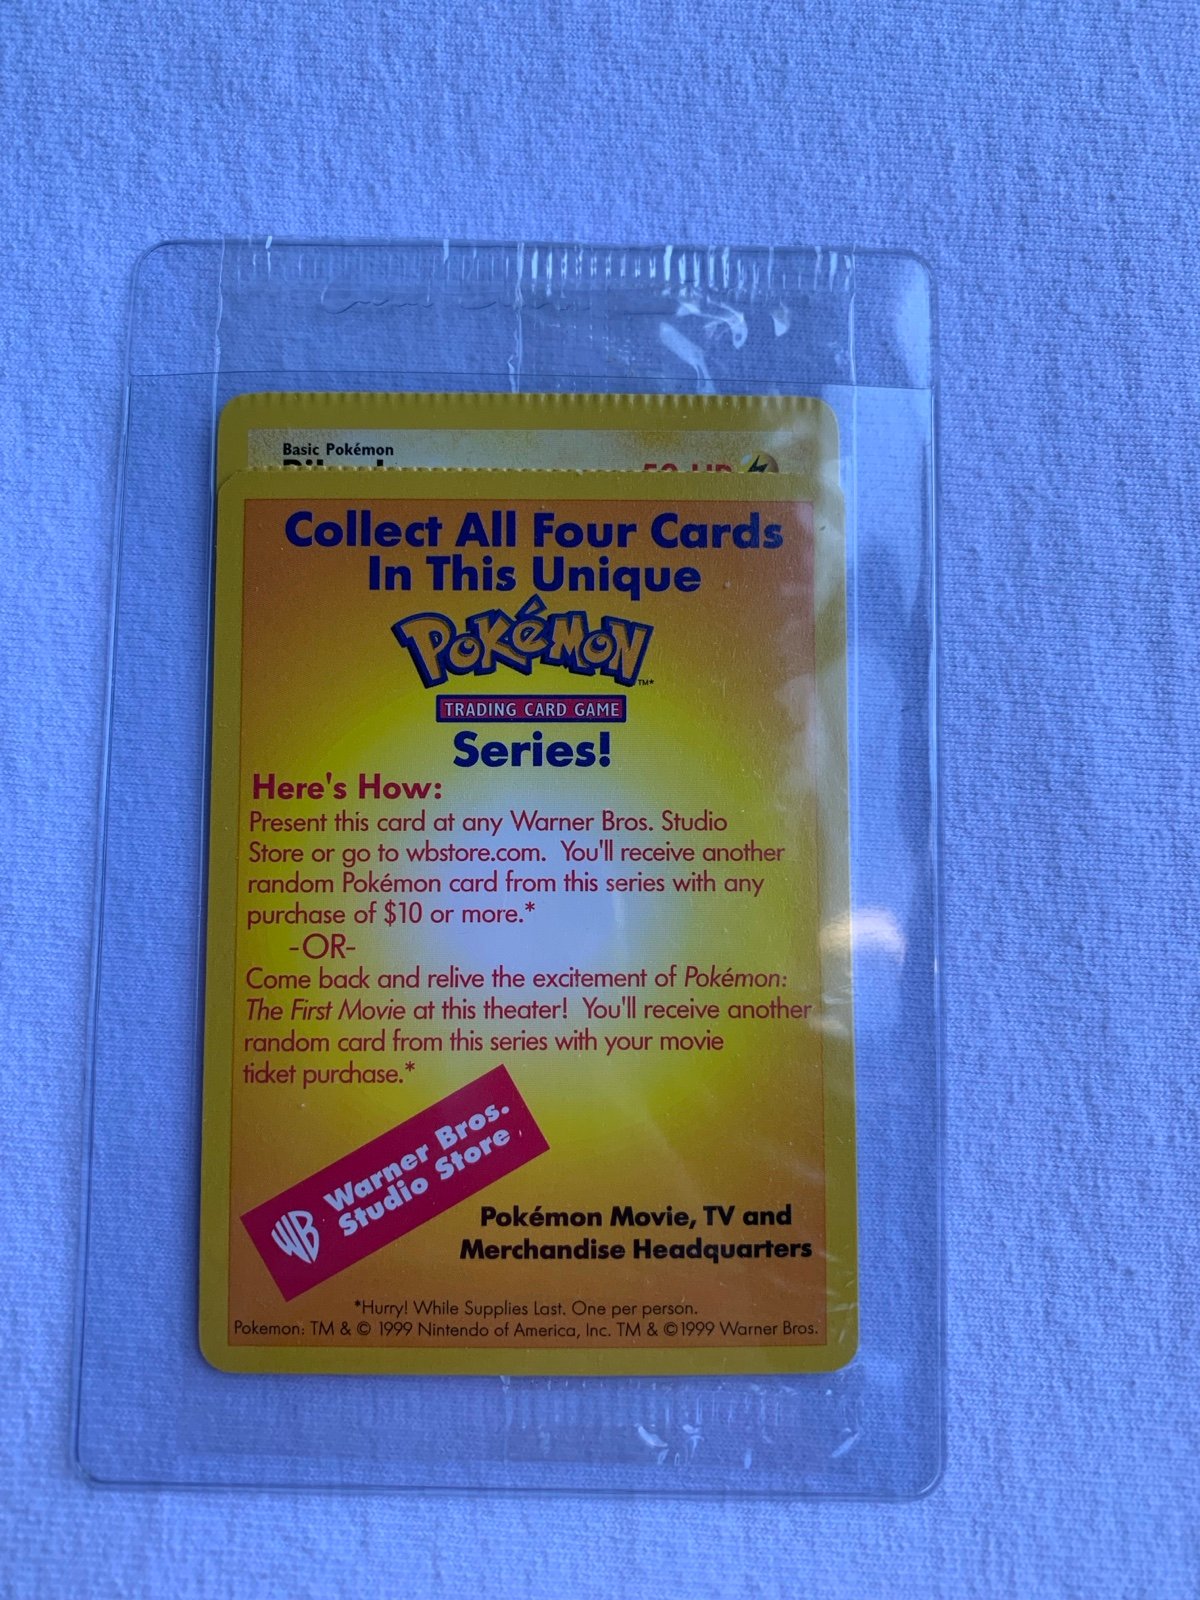 Basic Pokémon
Collect All Four Cards
In This Unique
POKéMON
TM*
TRADING CARD GAME
Series!
Here's How:
Present this card at any Warner Bros. Studio
Store or go to wbstore.com. You'll receive another
random Pokémon card from this series with any
purchase of $10 or more.*
-OR-
Come back and relive the excitement of Pokémon:
The First Movie at this theater! You'll receive another
random card from this series with your movie
ticket purchase.*
WB
Warner Bros.
Studio Store
Pokémon Movie, TV and
Merchandise Headquarters
*Hurry! While Supplies Last. One per person.
Pokemon: TM & © 1999 Nintendo of America, Inc. TM & ©1999 Warner Bros.